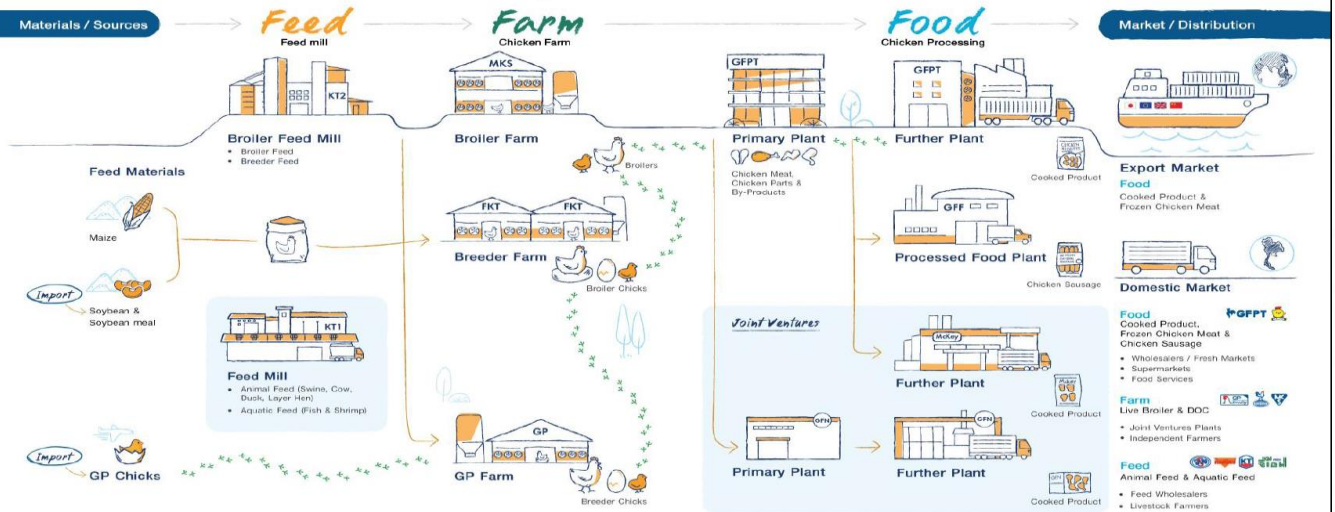 Materials / Sources
Feed
Feed mill
Farm
Chicken Farm
Food
Chicken Processing
Market / Distribution
KT2
Broiler Feed Mill
• Broiler Feed
• Breeder Feed
MKS
Broiler Farm
Broilers
GFPT
Primary Plant
Chicken Meat,
Chicken Parts &
By-Products
GFPT
Further Plant
Cooked Product
Export Market
Food
Cooked Product &
Frozen Chicken Meat
Feed Materials
Maize
Import
Soybean &
Soybean meal
FKT
FKT
Breeder Farm
Broiler Chicks
GFF
Processed Food Plant
Chicken Sausage
Domestic Market
Food
GFPT
Cooked Product,
Frozen Chicken Meat &
Chicken Sausage
• Wholesalers / Fresh Markets
• Supermarkets
• Food Services
KT1
Feed Mill
• Animal Feed (Swine, Cow,
Duck, Layer Hen)
• Aquatic Feed (Fish & Shrimp)
Joint Ventures
McKey
Further Plant
Cooked Product
Farm
Live Broiler & DOC
• Joint Ventures Plants
• Independent Farmers
Import
GP Chicks
GP
GP Farm
Breeder Chicks
GFN
Primary Plant
GFN
Further Plant
Cooked Product
Feed
KT
Animal Feed & Aquatic Feed
• Feed Wholesalers
• Livestock Farmers